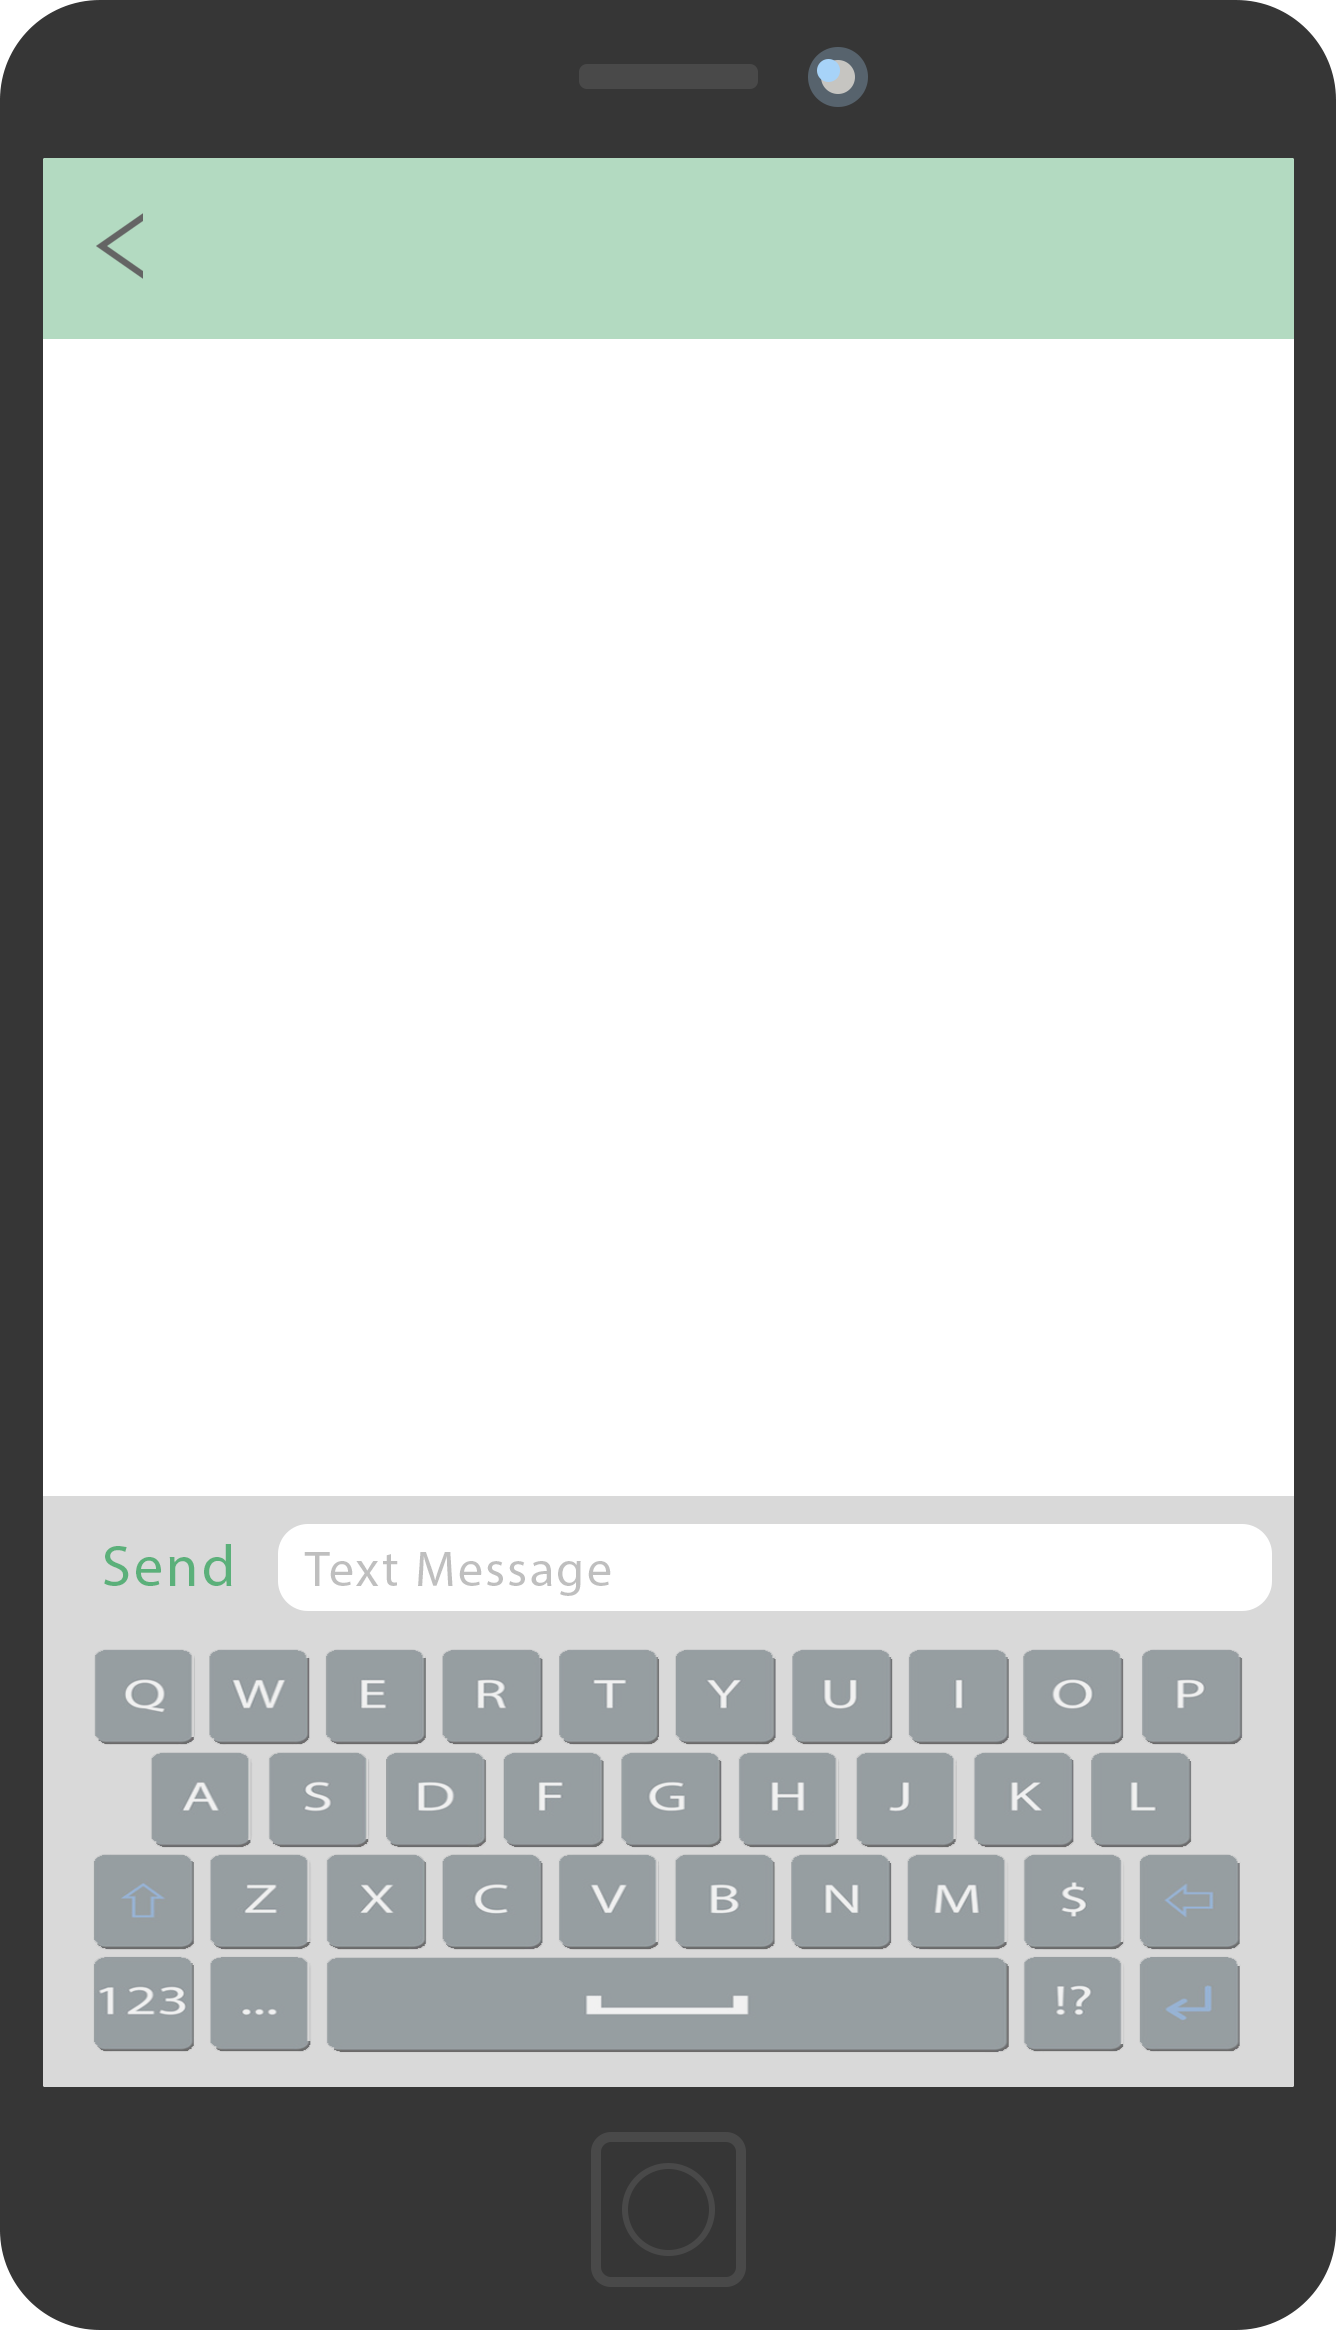 Send Text Message
Q W E R T Y U I O P
A S D F G H J K L
Z X C V B N M $
123 ... !?